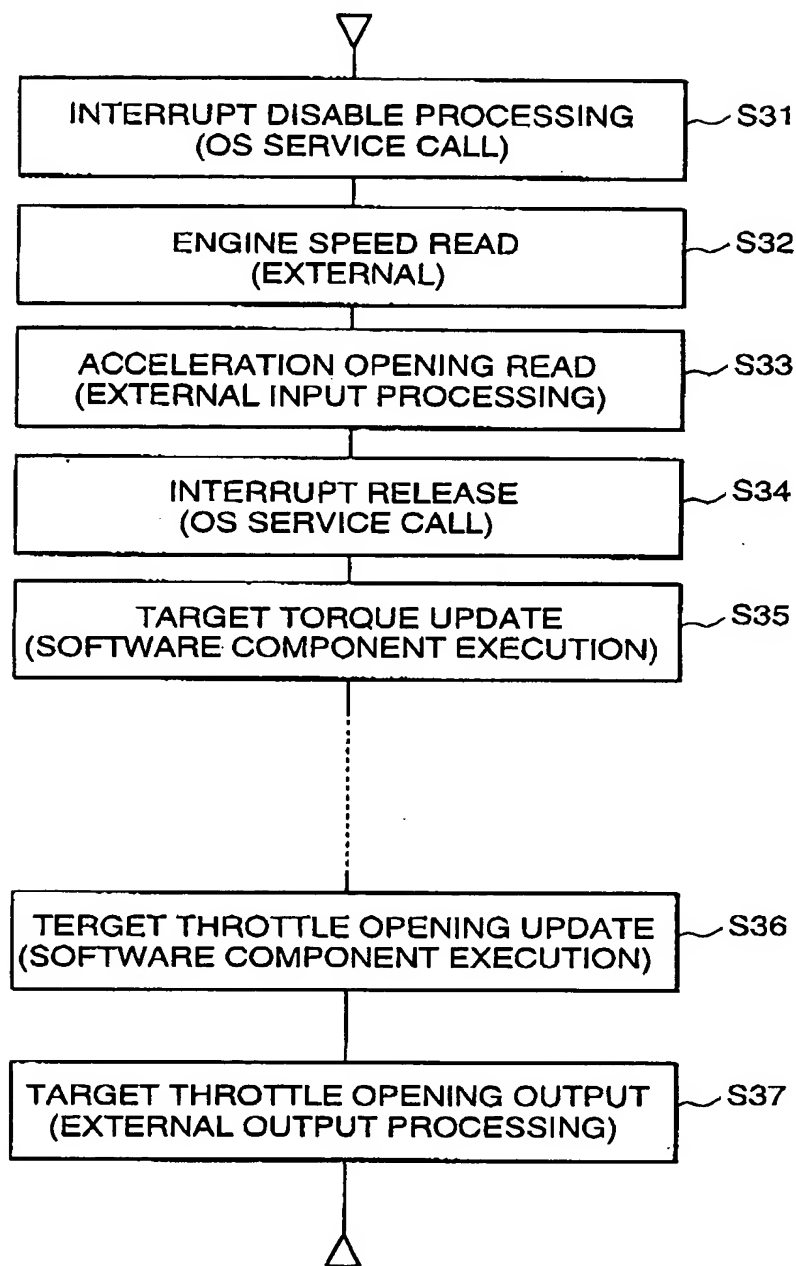 INTERRUPT DISABLE PROCESSING
(OS SERVICE CALL)
S31
ENGINE SPEED READ
(EXTERNAL)
S32
ACCELERATION OPENING READ
(EXTERNAL INPUT PROCESSING)
S33
INTERRUPT RELEASE
(OS SERVICE CALL)
S34
TARGET TORQUE UPDATE
(SOFTWARE COMPONENT EXECUTION)
S35
TERGET THROTTLE OPENING UPDATE
(SOFTWARE COMPONENT EXECUTION)
S36
TARGET THROTTLE OPENING OUTPUT
(EXTERNAL OUTPUT PROCESSING)
S37